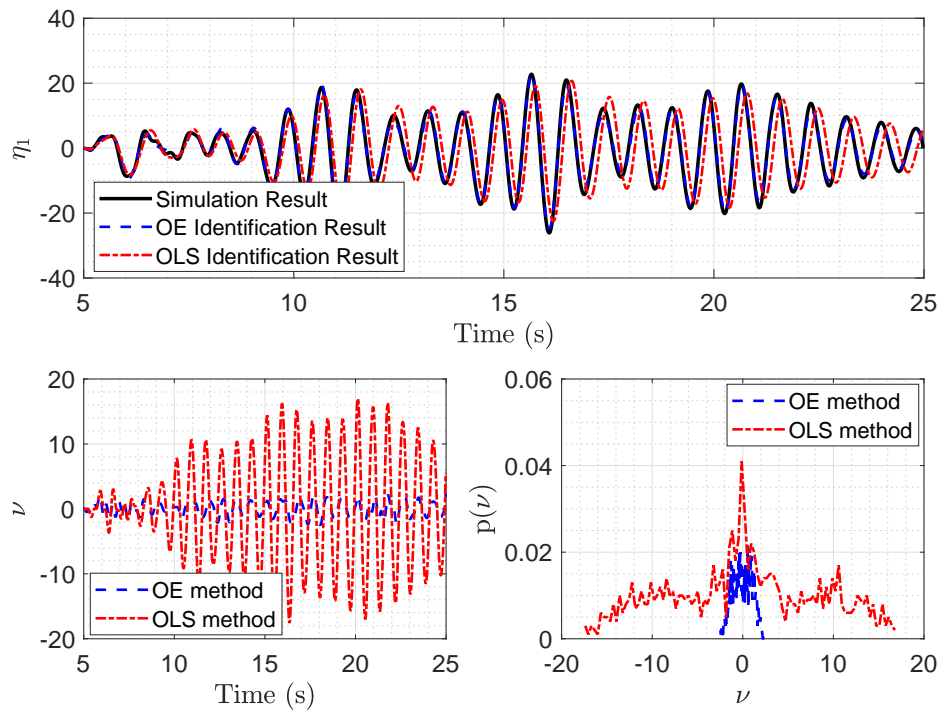 40
20
0
-20
-40
η1
Simulation Result
OE Identification Result
OLS Identification Result
5 10 15 20 25
Time (s)
20
10
0
-10
-20
ν
OE method
OLS method
5 10 15 20 25
Time (s)
0.06
0.04
0.02
0
p(ν)
OE method
OLS method
-20 -10 0 10 20
ν